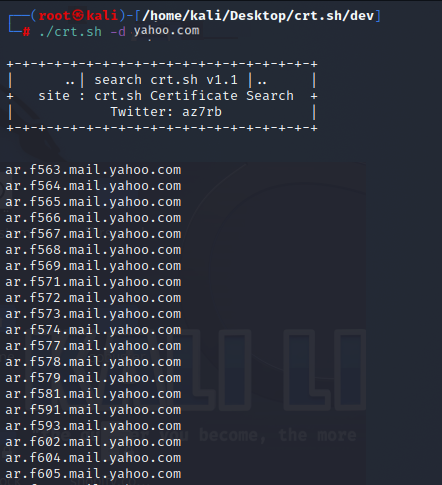 ┌──(root㉿kali)-[/home/kali/Desktop/crt.sh/dev]
└─# ./crt.sh -d yahoo.com
+-+-+-+-+-+-+-+-+-+-+-+-+-+-+-+-+-+-+
|      ..| search crt.sh v1.1 |..     |
+   site : crt.sh Certificate Search  +
|            Twitter: az7rb           |
+-+-+-+-+-+-+-+-+-+-+-+-+-+-+-+-+-+-+
ar.f563.mail.yahoo.com
ar.f564.mail.yahoo.com
ar.f565.mail.yahoo.com
ar.f566.mail.yahoo.com
ar.f567.mail.yahoo.com
ar.f568.mail.yahoo.com
ar.f569.mail.yahoo.com
ar.f571.mail.yahoo.com
ar.f572.mail.yahoo.com
ar.f573.mail.yahoo.com
ar.f574.mail.yahoo.com
ar.f577.mail.yahoo.com
ar.f578.mail.yahoo.com
ar.f579.mail.yahoo.com
ar.f581.mail.yahoo.com
ar.f591.mail.yahoo.com
ar.f593.mail.yahoo.com
ar.f602.mail.yahoo.com
ar.f604.mail.yahoo.com
ar.f605.mail.yahoo.com
LI LI
become, the more